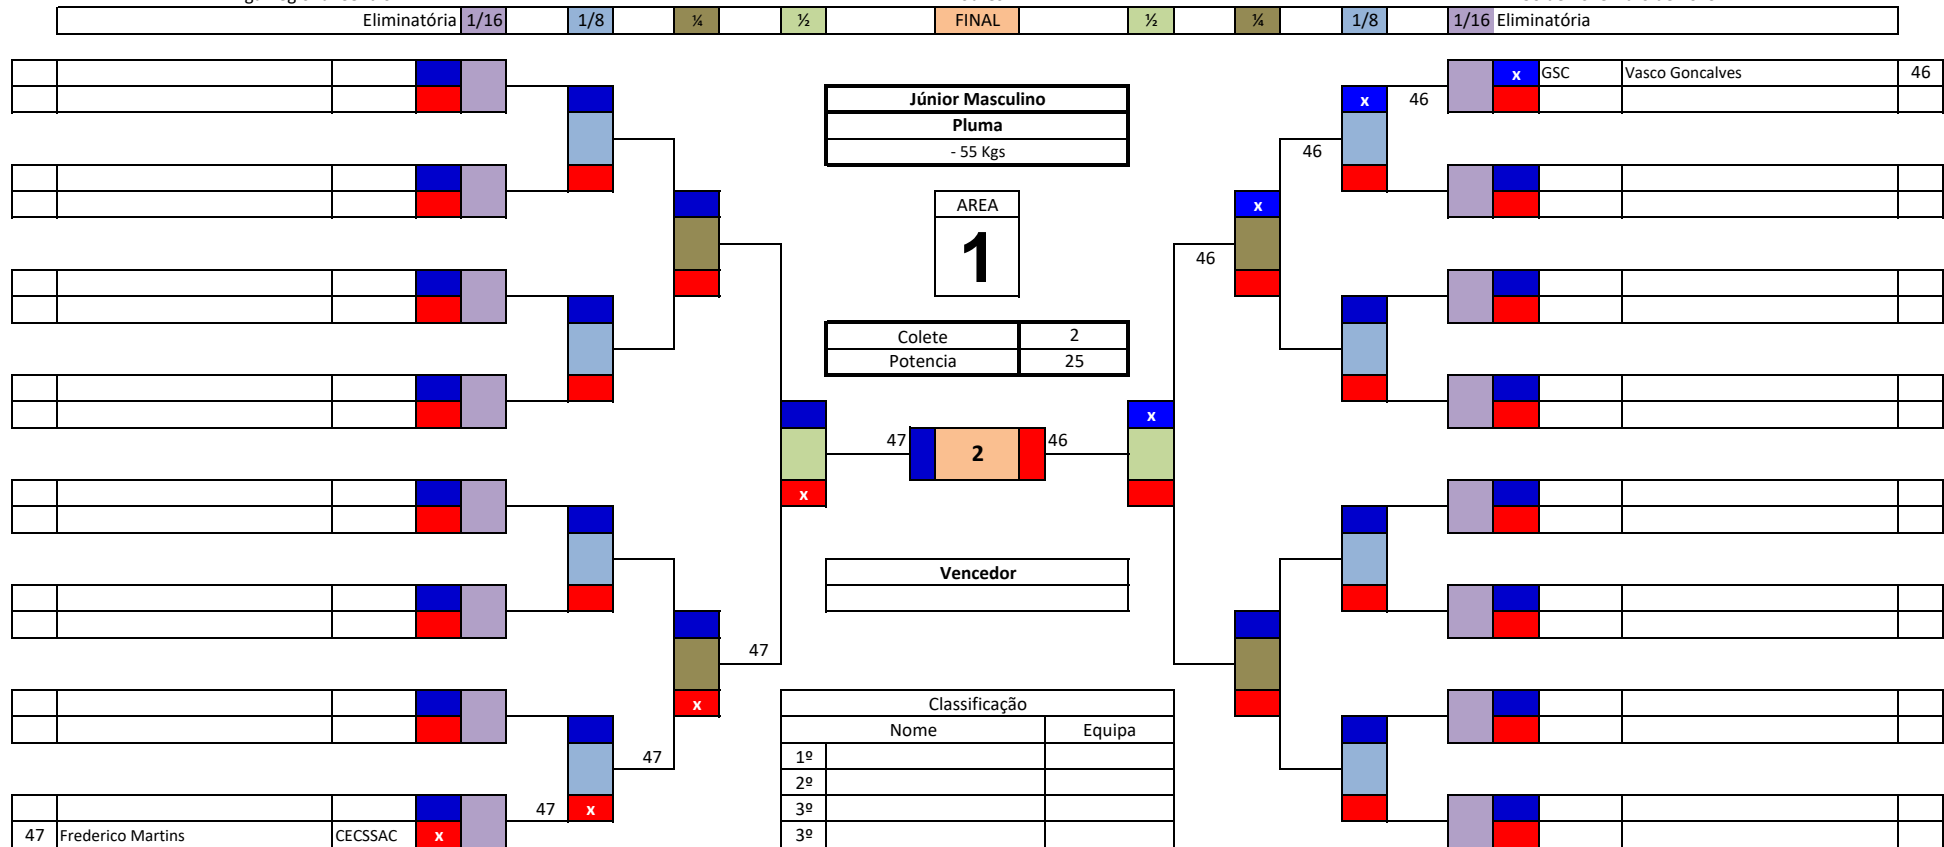 Eliminatória 1/16 1/8 ¼ ½ FINAL ½ ¼ 1/8 1/16 Eliminatória
x GSC Vasco Goncalves 46
Júnior Masculino
x 46
Pluma
- 55 Kgs
46
AREA
x
1
46
Colete 2
Potencia 25
x
47 2 46
x
Vencedor
47
x
Classificação
Nome Equipa
47
1º
2º
47 x
3º
47 Frederico Martins CECSSAC x
3º